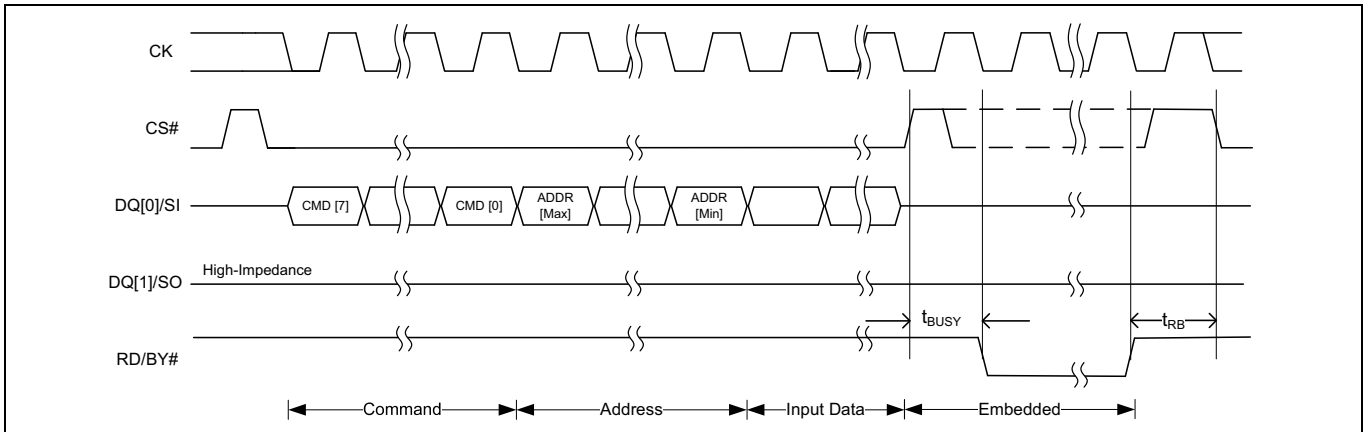 CK
CS#
DQ[0]/SI
CMD [7]
CMD [0]
ADDR
[Max]
ADDR
[Min]
High-Impedance
DQ[1]/SO
tBUSY
tRB
RD/BY#
Command
Address
Input Data
Embedded